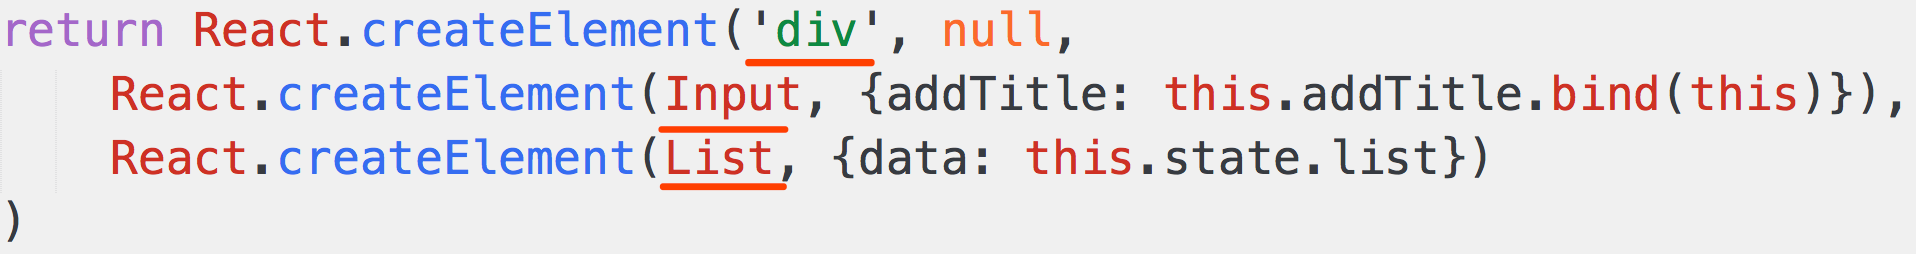 return React.createElement('div', null,
    React.createElement(Input, {addTitle: this.addTitle.bind(this)}),
    React.createElement(List, {data: this.state.list})
)